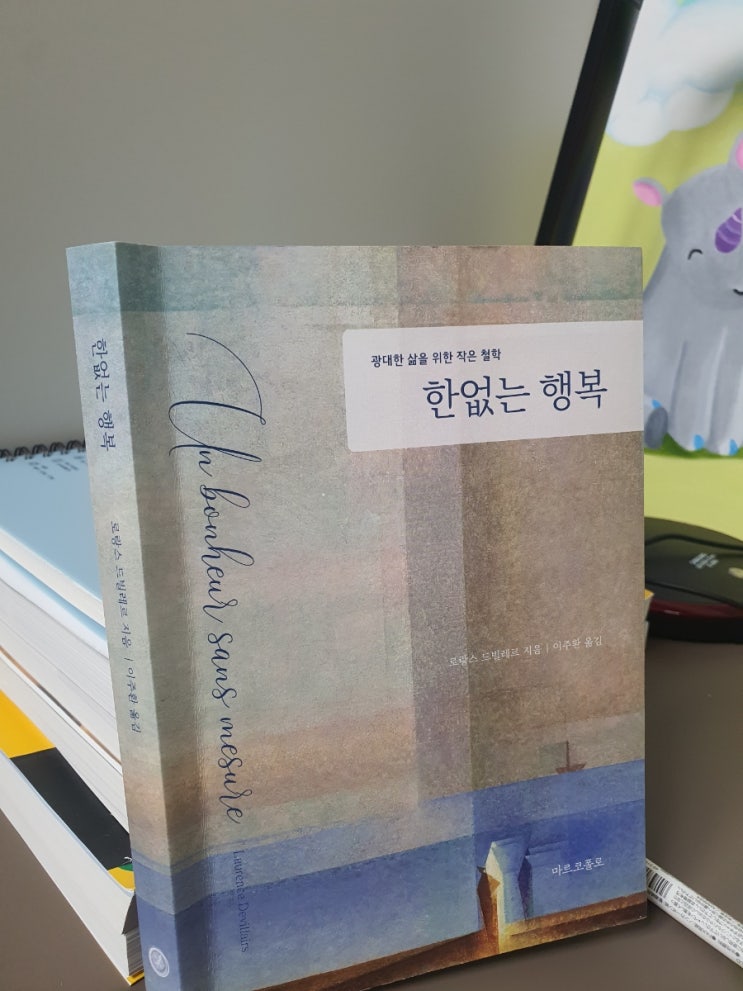 광대한 삶을 위한 작은 철학
한없는 행복
Un bonheur sans mesure
Laurence Devillairs
로랑스 드빌레르 지음 | 이주환 옮김
마르코폴로
한없는 행복
로랑스 드빌레르 지음 | 이주환 옮김